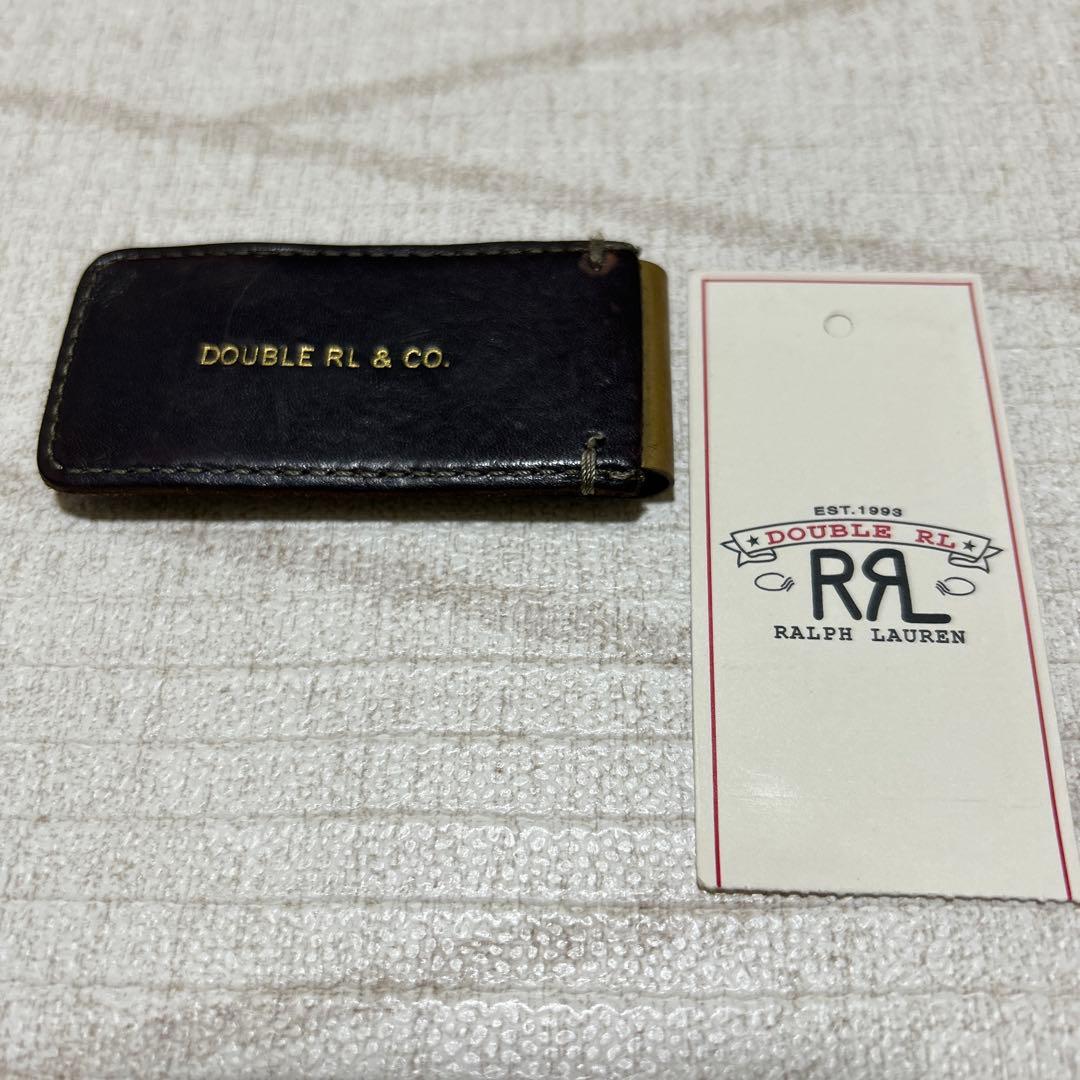 DOUBLE RL & CO.
EST.1993
DOUBLE RL
RRL
RALPH LAUREN